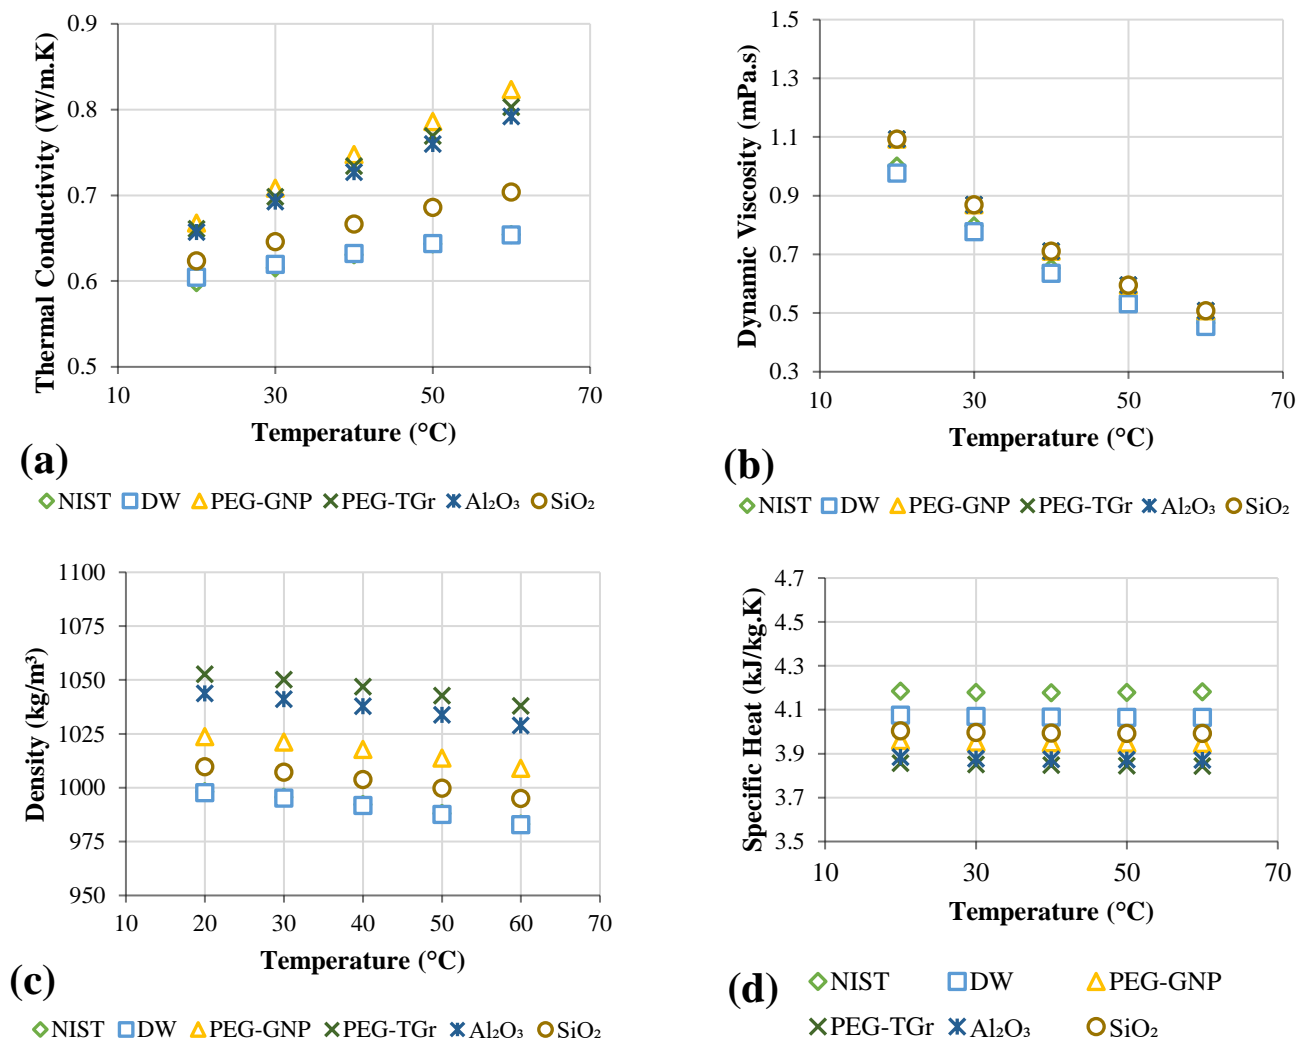 0.9
0.8
0.7
0.6
0.5
10 30 50 70
Thermal Conductivity (W/m.K)
Temperature (°C)
(a)
NIST DW PEG-GNP PEG-TGr Al₂O₃ SiO₂
1.5
1.3
1.1
0.9
0.7
0.5
0.3
10 30 50 70
Dynamic Viscosity (mPa.s)
Temperature (°C)
(b)
NIST DW PEG-GNP PEG-TGr Al₂O₃ SiO₂
1100
1075
1050
1025
1000
975
950
10 20 30 40 50 60 70
Density (kg/m³)
Temperature (°C)
(c)
NIST DW PEG-GNP PEG-TGr Al₂O₃ SiO₂
4.7
4.5
4.3
4.1
3.9
3.7
3.5
10 30 50 70
Specific Heat (kJ/kg.K)
Temperature (°C)
(d)
NIST DW PEG-GNP
PEG-TGr Al₂O₃ SiO₂